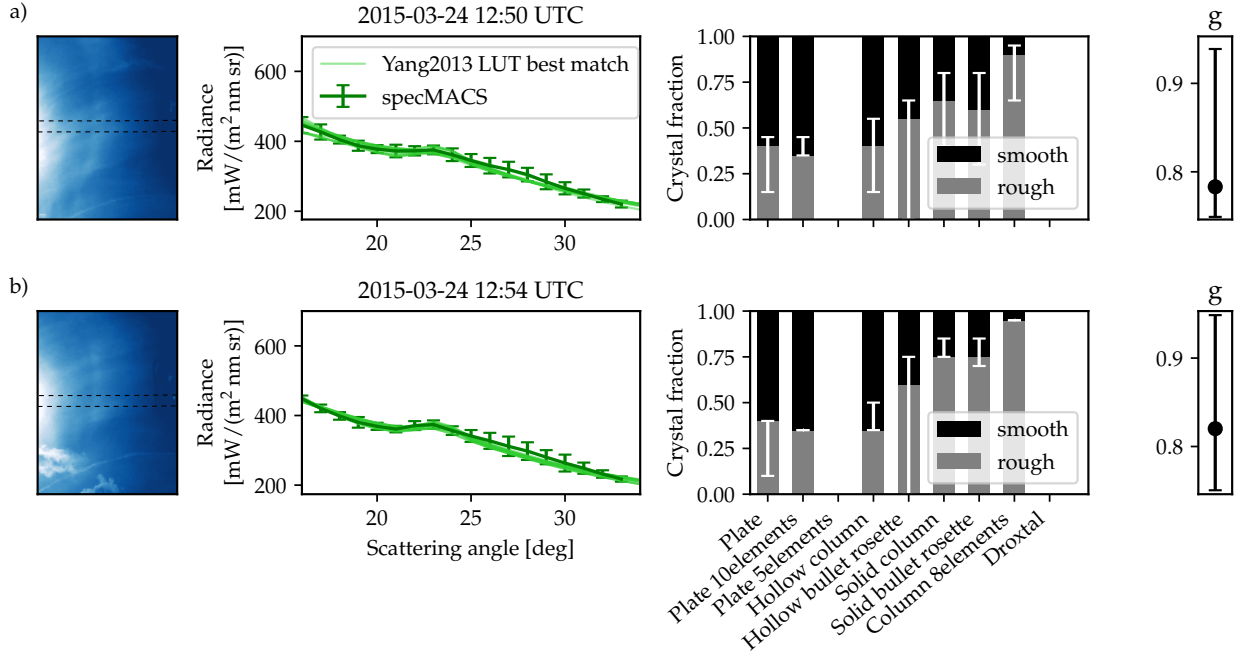 a)
2015-03-24 12:50 UTC
g
Radiance
[mW/(m² nm sr)]
600
400
200
20
25
30
Yang2013 LUT best match
specMACS
Crystal fraction
1.00
0.75
0.50
0.25
0.00
smooth
rough
0.9
0.8
b)
2015-03-24 12:54 UTC
g
Radiance
[mW/(m² nm sr)]
600
400
200
20
25
30
Scattering angle [deg]
Crystal fraction
1.00
0.75
0.50
0.25
0.00
smooth
rough
Plate
Plate 10elements
Plate 5elements
Hollow column
Hollow bullet rosette
Solid column
Solid bullet rosette
Column 8elements
Droxtal
0.9
0.8